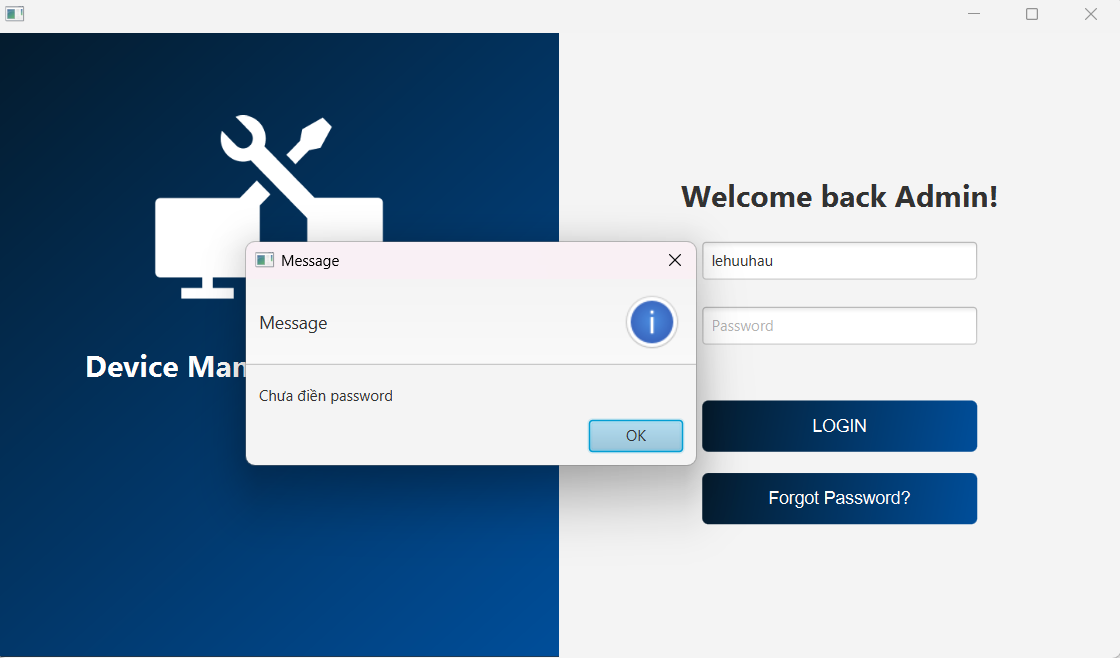 Welcome back Admin!
lehuuhau
Password
LOGIN
Forgot Password?
Device Man
Message
Message
Chưa điền password
OK